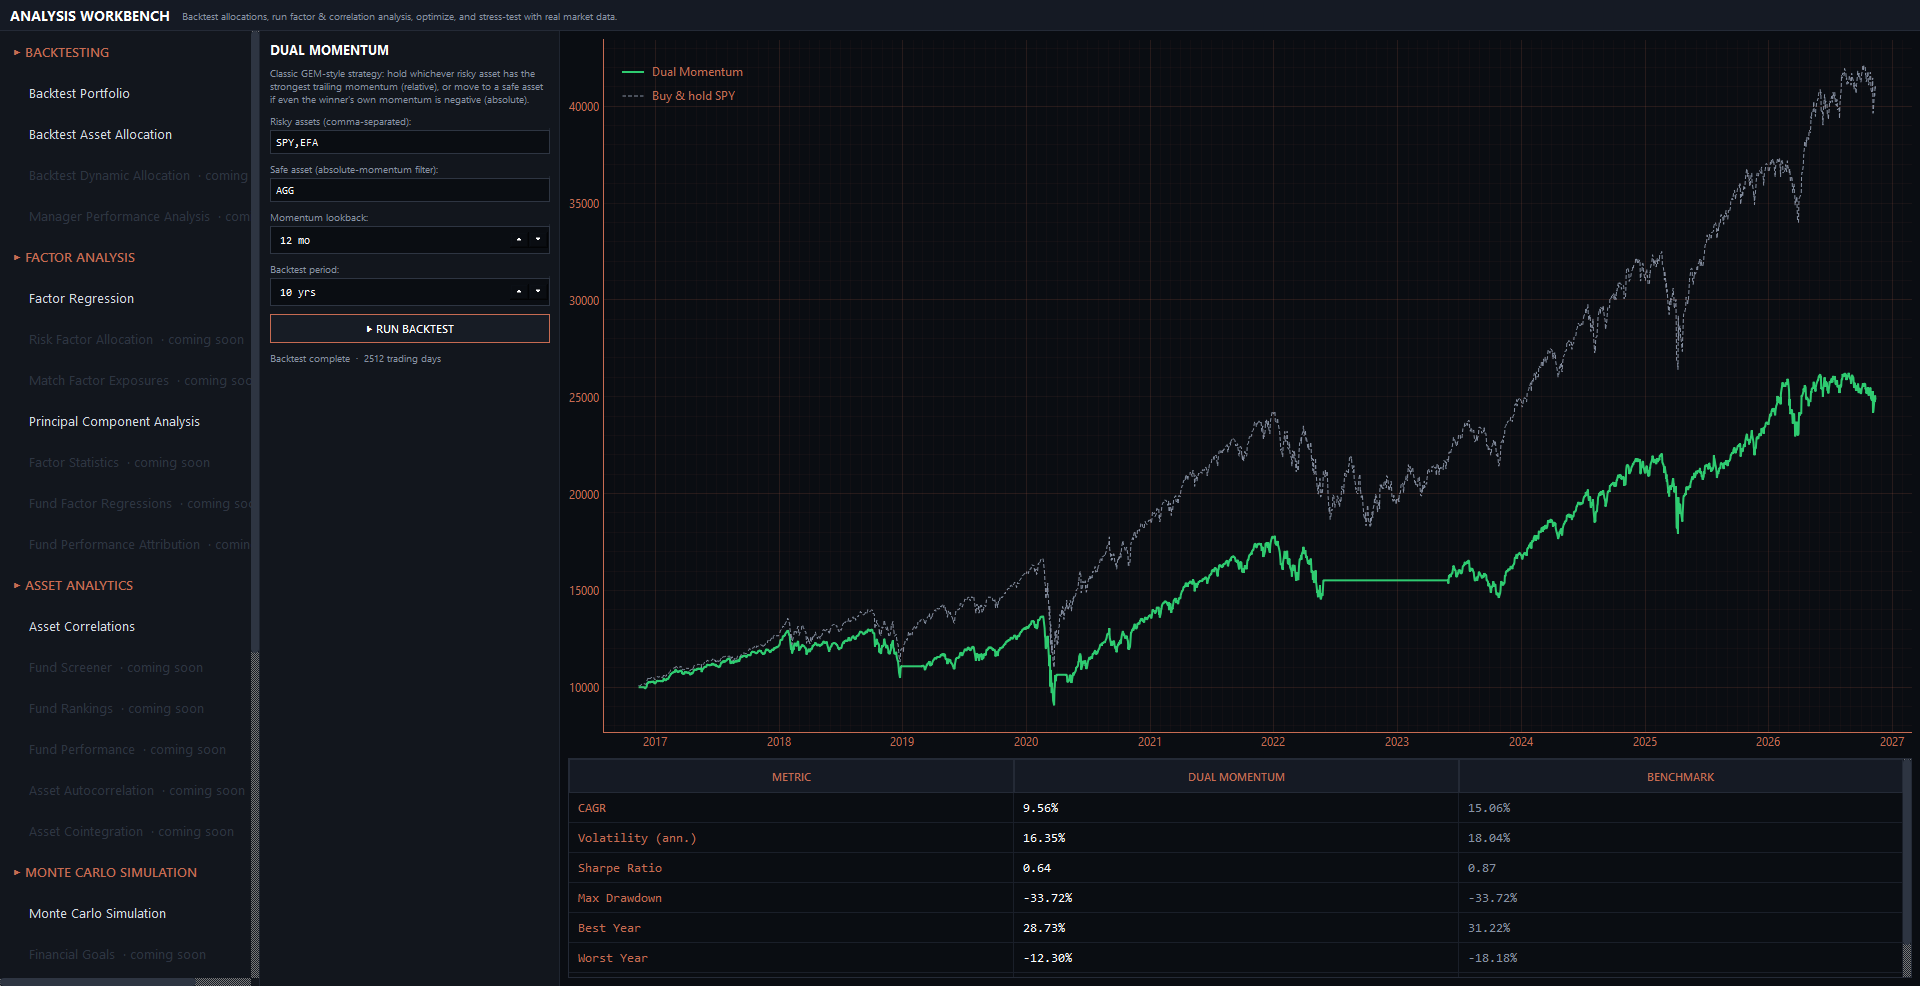 ANALYSIS WORKBENCH
Backtest allocations, run factor & correlation analysis, optimize, and stress-test with real market data.
▸ BACKTESTING
Backtest Portfolio
Backtest Asset Allocation
Backtest Dynamic Allocation · coming
Manager Performance Analysis · com
▸ FACTOR ANALYSIS
Factor Regression
Risk Factor Allocation · coming soon
Match Factor Exposures · coming soo
Principal Component Analysis
Factor Statistics · coming soon
Fund Factor Regressions · coming soo
Fund Performance Attribution · comin
▸ ASSET ANALYTICS
Asset Correlations
Fund Screener · coming soon
Fund Rankings · coming soon
Fund Performance · coming soon
Asset Autocorrelation · coming soon
Asset Cointegration · coming soon
▸ MONTE CARLO SIMULATION
Monte Carlo Simulation
Financial Goals · coming soon
DUAL MOMENTUM
Classic GEM-style strategy: hold whichever risky asset has the
strongest trailing momentum (relative), or move to a safe asset
if even the winner's own momentum is negative (absolute).
Risky assets (comma-separated):
SPY,EFA
Safe asset (absolute-momentum filter):
AGG
Momentum lookback:
12 mo
Backtest period:
10 yrs
▸ RUN BACKTEST
Backtest complete · 2512 trading days
Dual Momentum
Buy & hold SPY
40000
35000
30000
25000
20000
15000
10000
2017 2018 2019 2020 2021 2022 2023 2024 2025 2026 2027
METRIC DUAL MOMENTUM BENCHMARK
CAGR 9.56% 15.06%
Volatility (ann.) 16.35% 18.04%
Sharpe Ratio 0.64 0.87
Max Drawdown -33.72% -33.72%
Best Year 28.73% 31.22%
Worst Year -12.30% -18.18%